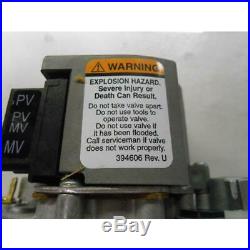 WARNING
EXPLOSION HAZARD.
Severe Injury or
Death Can Result.
Do not take valve apart.
Do not use tools to
operate valve.
Do not use valve if
it has been flooded.
Call serviceman if valve
does not work properly.
394606 Rev. U
PV
PV
MV
MV